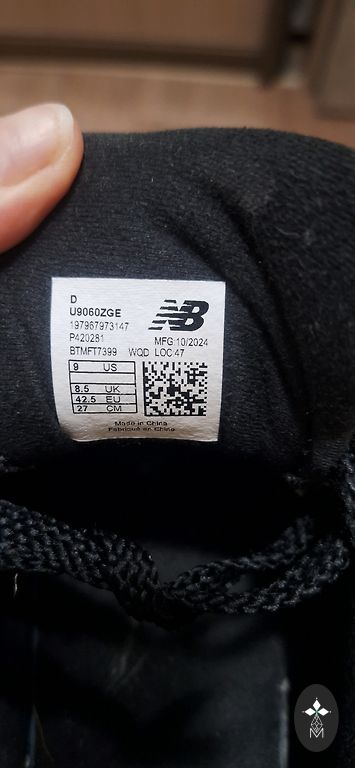 D
U9060ZGE
197967973147
P420281
BTMFT7399 WQD LOC 47
NB
MFG:10/2024
9 US
8.5 UK
42.5 EU
27 CM
Made in China
Fabriqué en Chine
M